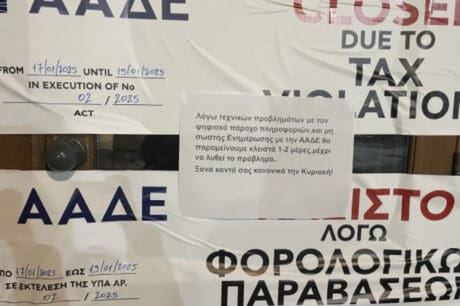 ΑΑΔΕ
CLOSED
DUE TO
TAX
VIOLATION
FROM 17/01/2025 UNTIL 19/01/2025
IN EXECUTION OF No
02 / 2025
ACT
Λόγω τεχνικών προβλημάτων με τον
ψηφιακό πάροχο πληροφοριών,και μη
σωστής Ενημέρωσης με την ΑΑΔΕ θα
παραμείνουμε κλειστά 1-2 μέρες,μέχρι
να λυθεί το πρόβλημα..
Ξανά κοντά σας κανονικά την Κυριακή!
ΑΑΔΕ
ΚΛΕΙΣΤΟ
ΛΟΓΩ
ΦΟΡΟΛΟΓΙΚΩΝ
ΠΑΡΑΒΑΣΕΩΝ
ΑΠΟ 17/01/2025 ΕΩΣ 19/01/2025
ΣΕ ΕΚΤΕΛΕΣΗ ΤΗΣ ΥΠ'ΑΡ.
02 / 2025